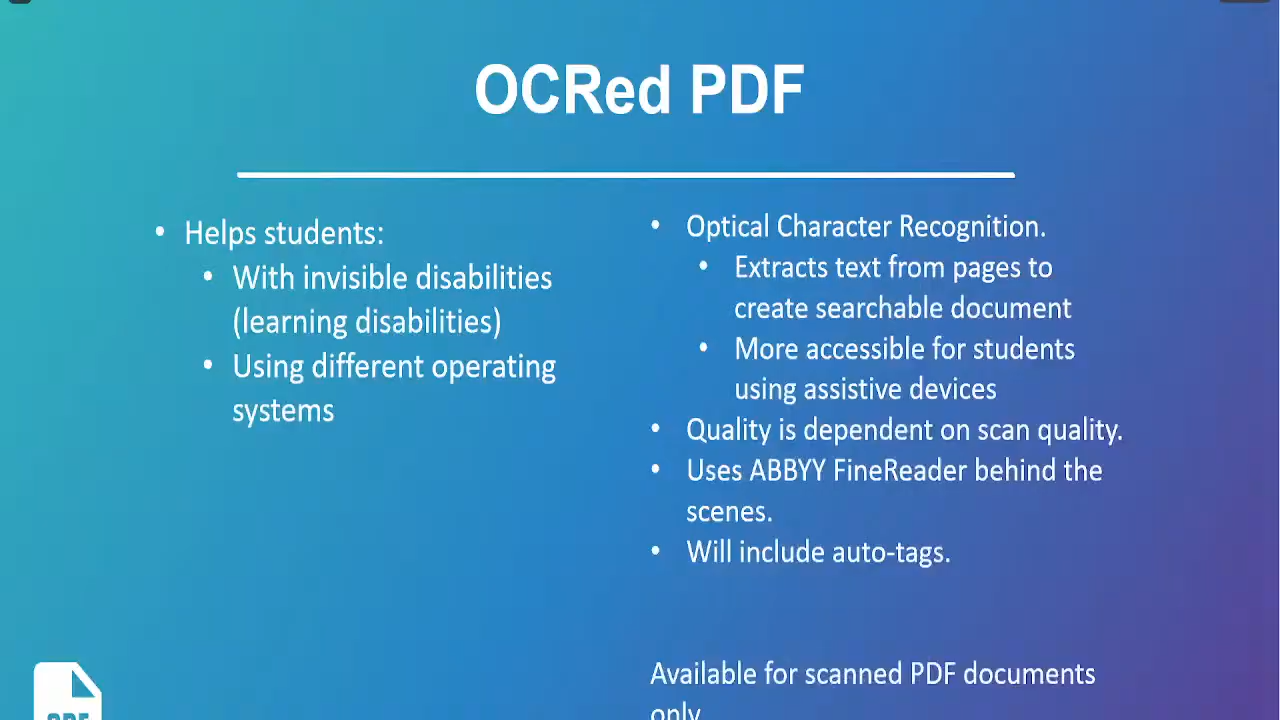 OCRed PDF
• Helps students:
• With invisible disabilities
(learning disabilities)
• Using different operating
systems
• Optical Character Recognition.
• Extracts text from pages to
create searchable document
• More accessible for students
using assistive devices
• Quality is dependent on scan quality.
• Uses ABBYY FineReader behind the
scenes.
• Will include auto-tags.
Available for scanned PDF documents
only